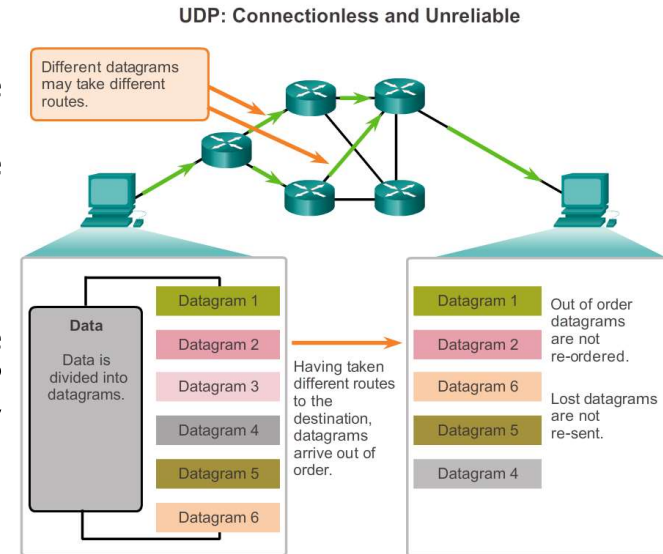 UDP: Connectionless and Unreliable
Different datagrams
may take different
routes.
Data
Data is
divided into
datagrams.
Datagram 1
Datagram 2
Datagram 3
Datagram 4
Datagram 5
Datagram 6
Having taken
different routes
to the
destination,
datagrams
arrive out of
order.
Datagram 1
Datagram 2
Datagram 6
Datagram 5
Datagram 4
Out of order
datagrams
are not
re-ordered.
Lost datagrams
are not
re-sent.